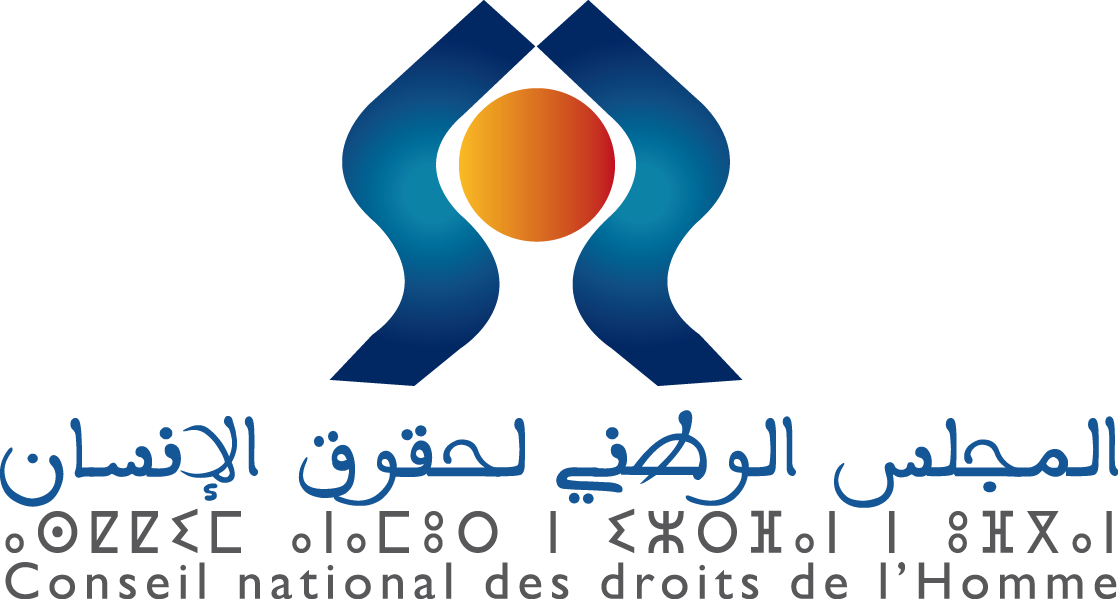 المجلس الوطني لحقوق الإنسان
ⴰⵙⵇⵇⵉⵎ ⴰⵏⴰⵎⵓⵔ ⵏ ⵉⵣⵔⴼⴰⵏ ⵏ ⵓⴼⴳⴰⵏ
Conseil national des droits de l’Homme